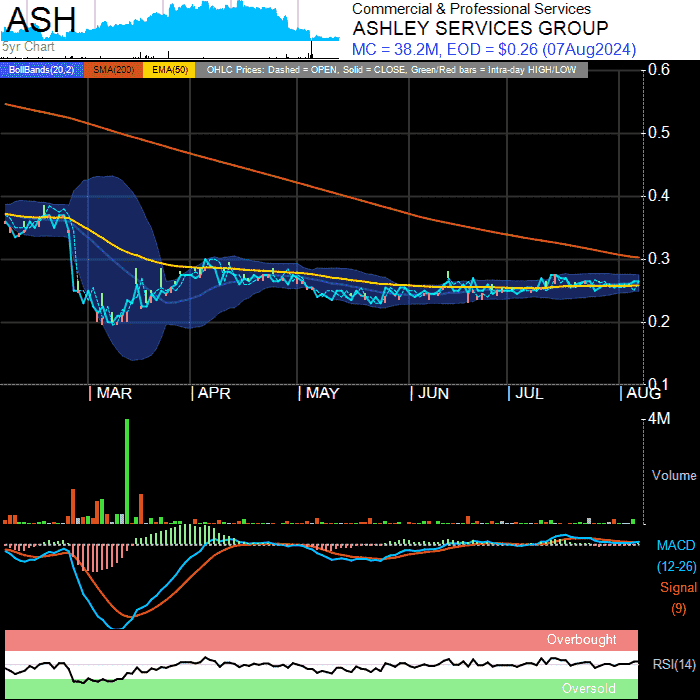 ASH
5yr Chart
Commercial & Professional Services
ASHLEY SERVICES GROUP
MC = 38.2M, EOD = $0.26 (07Aug2024)
BollBands(20,2) SMA(200) EMA(50) OHLC Prices: Dashed = OPEN, Solid = CLOSE, Green/Red bars = Intra-day HIGH/LOW
0.6
0.5
0.4
0.3
0.2
0.1
MAR APR MAY JUN JUL AUG
4M
Volume
MACD
(12-26)
Signal
(9)
Overbought
RSI(14)
Oversold